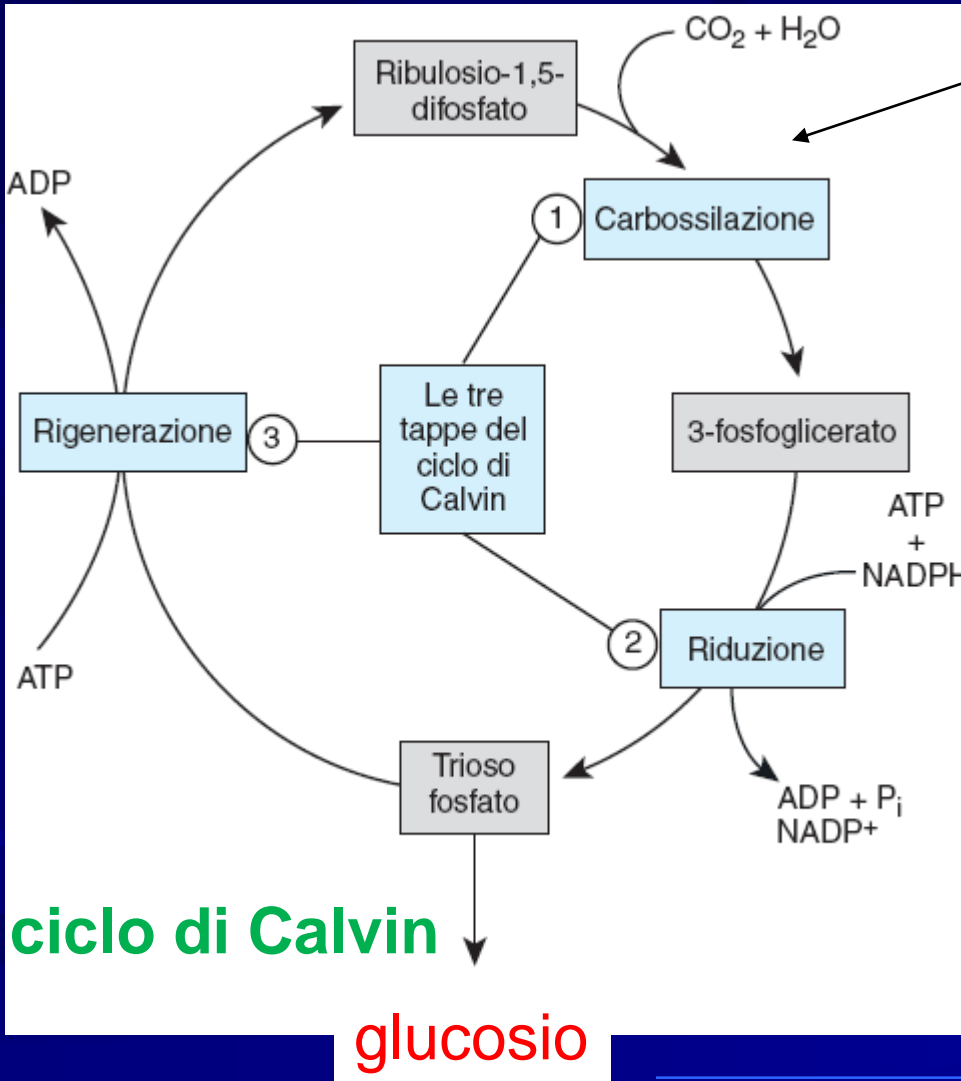 CO₂ + H₂O
Ribulosio-1,5-
difosfato
ADP
1
Carbossilazione
Le tre
tappe del
ciclo di
Calvin
Rigenerazione
3
3-fosfoglicerato
ATP
+
NADPH
2
Riduzione
ATP
Trioso
fosfato
ADP + Pᵢ
NADP⁺
ciclo di Calvin
glucosio